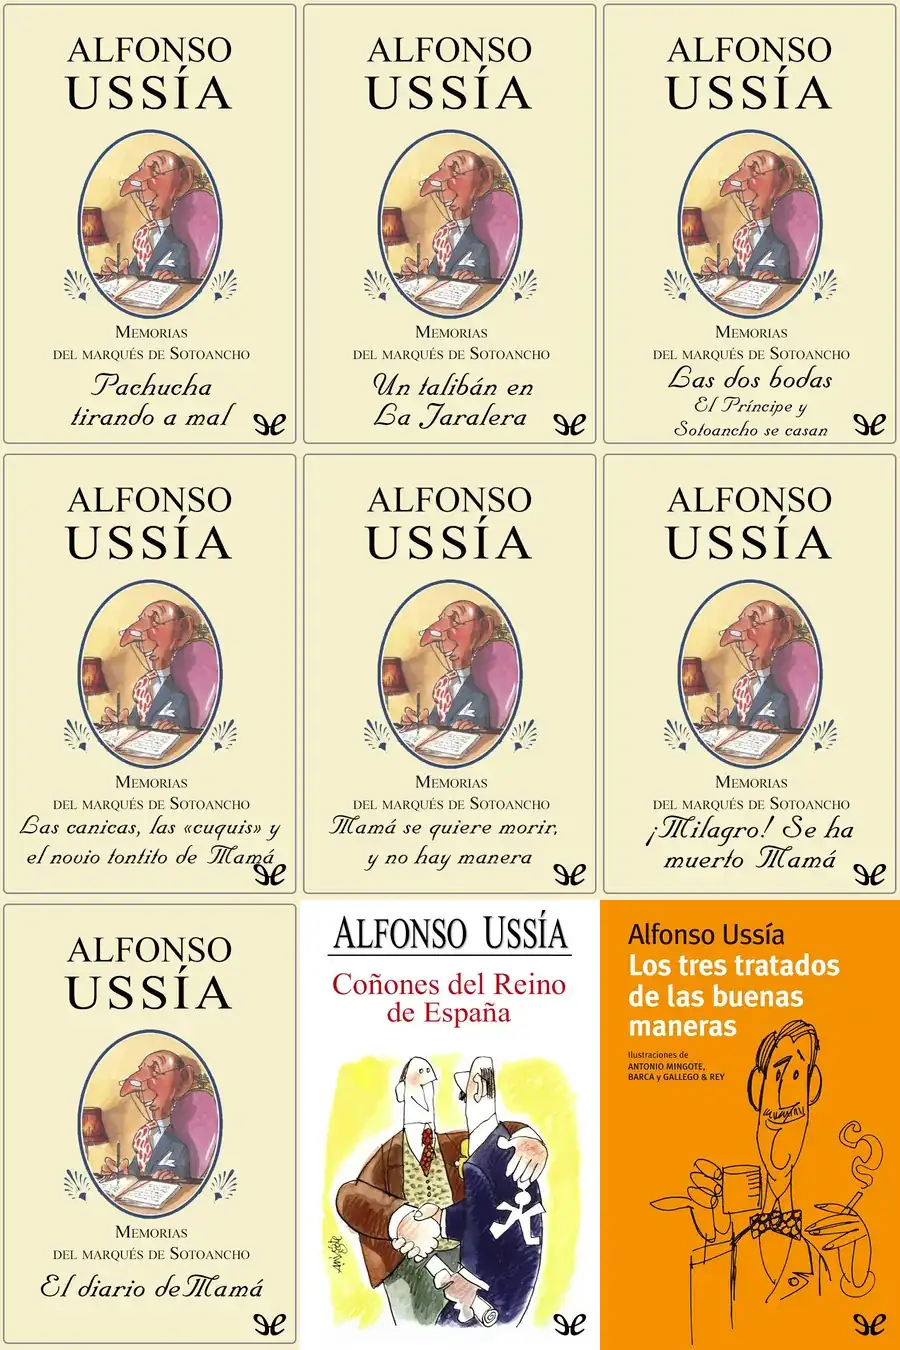 ALFONSO
USSÍA
MEMORIAS
DEL MARQUÉS DE SOTOANCHO
Pachucha
tirando a mal
ALFONSO
USSÍA
MEMORIAS
DEL MARQUÉS DE SOTOANCHO
Un talibán en
La Jaralera
ALFONSO
USSÍA
MEMORIAS
DEL MARQUÉS DE SOTOANCHO
Las dos bodas
El Príncipe y
Sotoancho se casan
ALFONSO
USSÍA
MEMORIAS
DEL MARQUÉS DE SOTOANCHO
Las canicas, las «cuquis» y
el novio tontito de Mamá
ALFONSO
USSÍA
MEMORIAS
DEL MARQUÉS DE SOTOANCHO
Mamá se quiere morir,
y no hay manera
ALFONSO
USSÍA
MEMORIAS
DEL MARQUÉS DE SOTOANCHO
¡Milagro! Se ha
muerto Mamá
ALFONSO
USSÍA
MEMORIAS
DEL MARQUÉS DE SOTOANCHO
El diario de Mamá
ALFONSO USSÍA
Coñones del Reino
de España
Alfonso Ussía
Los tres tratados
de las buenas
maneras
Ilustraciones de
ANTONIO MINGOTE,
BARCA y GALLEGO & REY